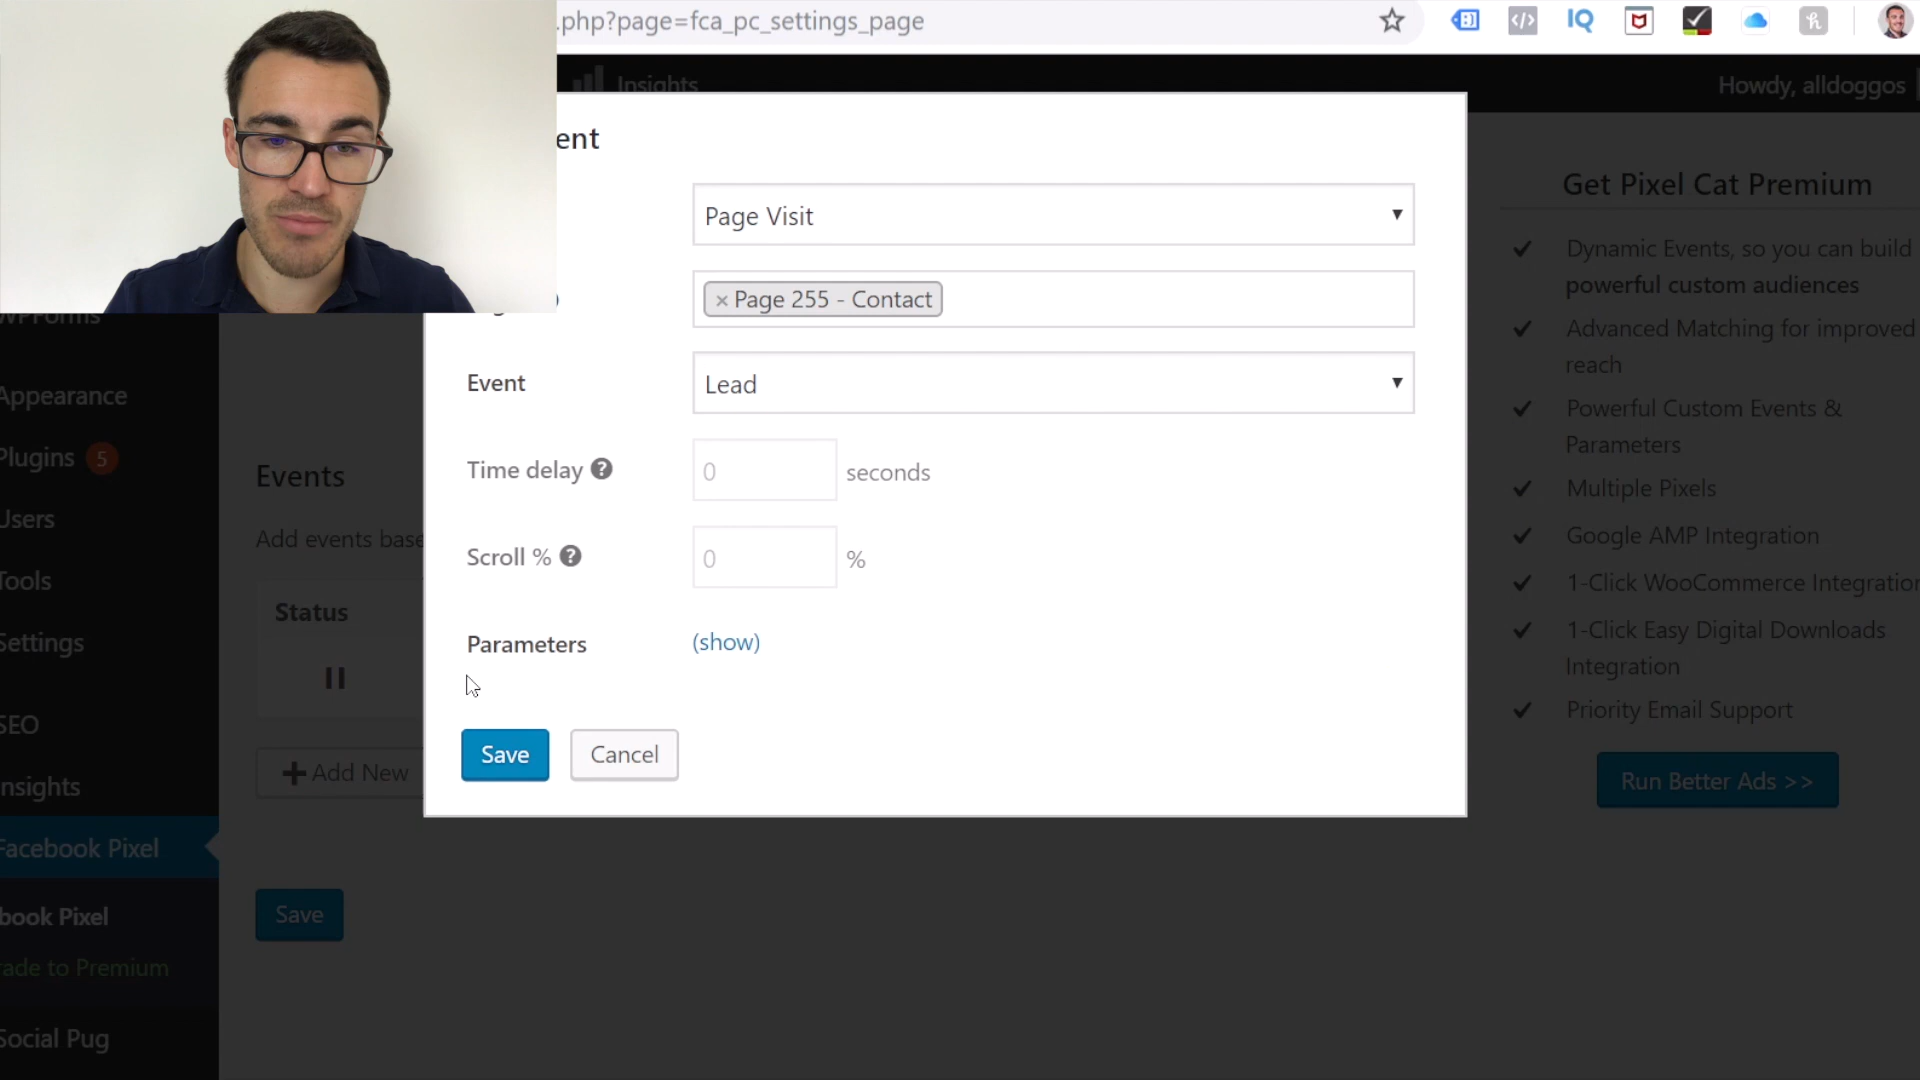 .php?page=fca_pc_settings_page
Insights
Howdy, alldoggos
ent
Page Visit
× Page 255 - Contact
Event
Lead
Time delay
0
seconds
Scroll %
0
%
Parameters
(show)
Save
Cancel
WPForms
Appearance
Plugins 5
Users
Tools
Settings
SEO
Insights
Facebook Pixel
book Pixel
rade to Premium
Social Pug
Events
Add events base
Status
Add New
Save
Get Pixel Cat Premium
Dynamic Events, so you can build
powerful custom audiences
Advanced Matching for improved
reach
Powerful Custom Events &
Parameters
Multiple Pixels
Google AMP Integration
1-Click WooCommerce Integration
1-Click Easy Digital Downloads
Integration
Priority Email Support
Run Better Ads >>